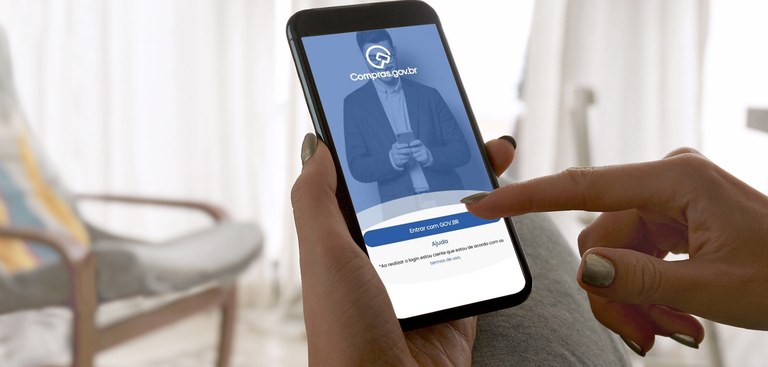 Compras.gov.br
Entrar com GOV.BR
Ajuda
*Ao realizar o login estou ciente que estou de acordo com os
termos de uso.